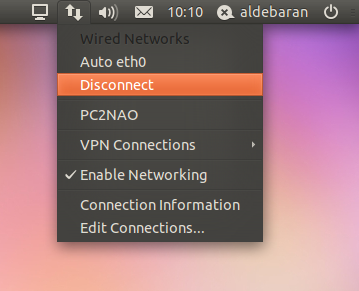 10:10 aldebaran
Wired Networks
Auto eth0
Disconnect
PC2NAO
VPN Connections
Enable Networking
Connection Information
Edit Connections...